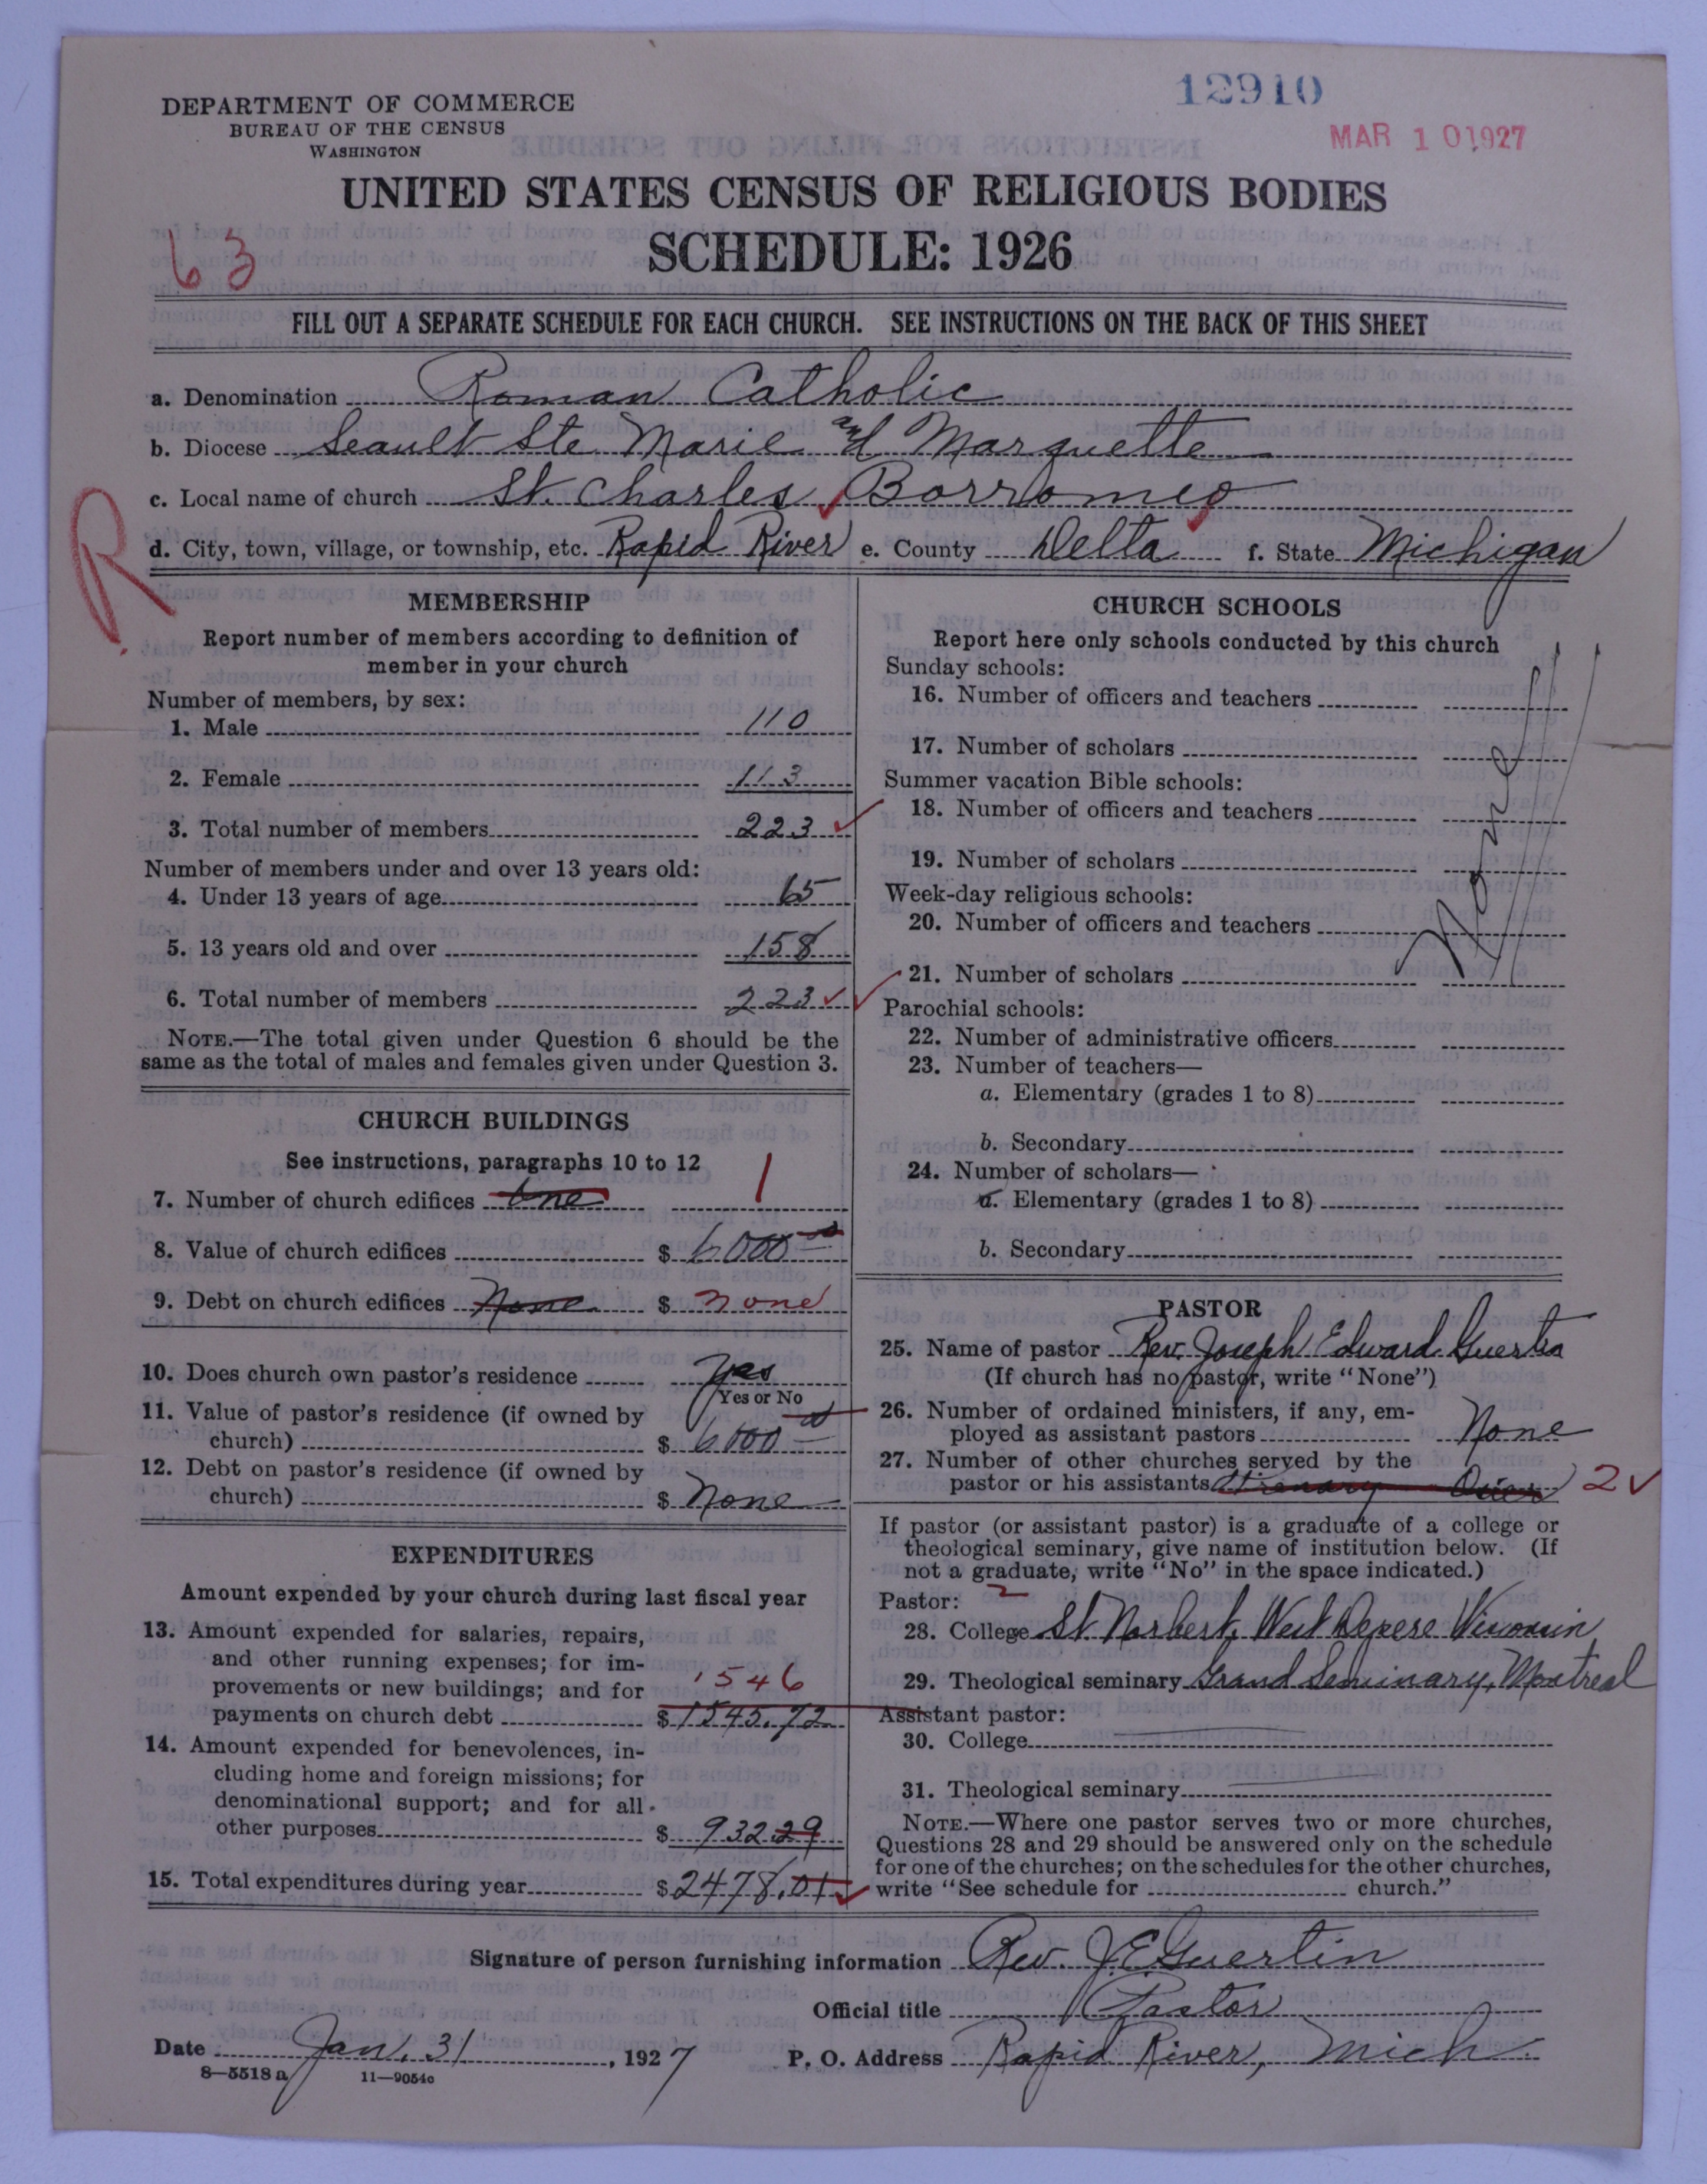 12910
DEPARTMENT OF COMMERCE
BUREAU OF THE CENSUS
WASHINGTON
MAR 10 1927
UNITED STATES CENSUS OF RELIGIOUS BODIES
63
SCHEDULE: 1926
FILL OUT A SEPARATE SCHEDULE FOR EACH CHURCH. SEE INSTRUCTIONS ON THE BACK OF THIS SHEET
a. Denomination Roman Catholic
b. Diocese Seault Ste Marie and Marquette
c. Local name of church St. Charles Borromeo
R
d. City, town, village, or township, etc. Rapid River e. County Delta f. State Michigan
MEMBERSHIP
Report number of members according to definition of
member in your church
Number of members, by sex:
1. Male 110
2. Female 113
3. Total number of members 223
Number of members under and over 13 years old:
4. Under 13 years of age 65
5. 13 years old and over 158
6. Total number of members 223
NOTE.—The total given under Question 6 should be the
same as the total of males and females given under Question 3.
CHURCH BUILDINGS
See instructions, paragraphs 10 to 12
7. Number of church edifices One 1
8. Value of church edifices $ 6000 00
9. Debt on church edifices None $ none
10. Does church own pastor's residence yes
Yes or No
11. Value of pastor's residence (if owned by
church) $ 6000
12. Debt on pastor's residence (if owned by
church) $ None
EXPENDITURES
Amount expended by your church during last fiscal year
13. Amount expended for salaries, repairs,
and other running expenses; for im-
provements or new buildings; and for 1546
payments on church debt $ 1545.72
14. Amount expended for benevolences, in-
cluding home and foreign missions; for
denominational support; and for all
other purposes $ 932.29
15. Total expenditures during year $ 2478.01
CHURCH SCHOOLS
Report here only schools conducted by this church
Sunday schools:
16. Number of officers and teachers
17. Number of scholars
Summer vacation Bible schools:
18. Number of officers and teachers
None
19. Number of scholars
Week-day religious schools:
20. Number of officers and teachers
21. Number of scholars
Parochial schools:
22. Number of administrative officers
23. Number of teachers—
a. Elementary (grades 1 to 8)
b. Secondary
24. Number of scholars—
a. Elementary (grades 1 to 8)
b. Secondary
PASTOR
25. Name of pastor Rev. Joseph Edward Guertin
(If church has no pastor, write "None")
26. Number of ordained ministers, if any, em-
ployed as assistant pastors None
27. Number of other churches served by the
pastor or his assistants Trenary 2
If pastor (or assistant pastor) is a graduate of a college or
theological seminary, give name of institution below. (If
not a graduate, write "No" in the space indicated.)
Pastor: 2
28. College St Norbert, West Depere Wisconsin
29. Theological seminary Grand Seminary, Montreal
Assistant pastor:
30. College
31. Theological seminary
NOTE.—Where one pastor serves two or more churches,
Questions 28 and 29 should be answered only on the schedule
for one of the churches; on the schedules for the other churches,
write "See schedule for church."
Signature of person furnishing information Rev. J. E. Guertin
Official title Pastor
Date Jan. 31, 1927 P. O. Address Rapid River, Mich.
8—5518a 11—9054c